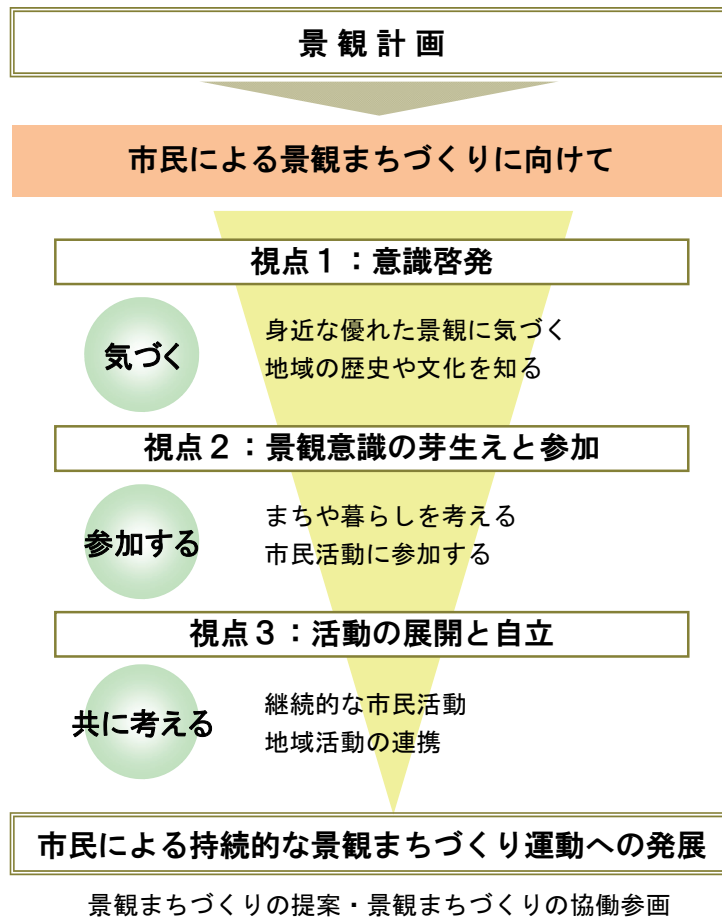 景観計画
市民による景観まちづくりに向けて
視点１：意識啓発
気づく
身近な優れた景観に気づく
地域の歴史や文化を知る
視点２：景観意識の芽生えと参加
参加する
まちや暮らしを考える
市民活動に参加する
視点３：活動の展開と自立
共に考える
継続的な市民活動
地域活動の連携
市民による持続的な景観まちづくり運動への発展
景観まちづくりの提案・景観まちづくりの協働参画